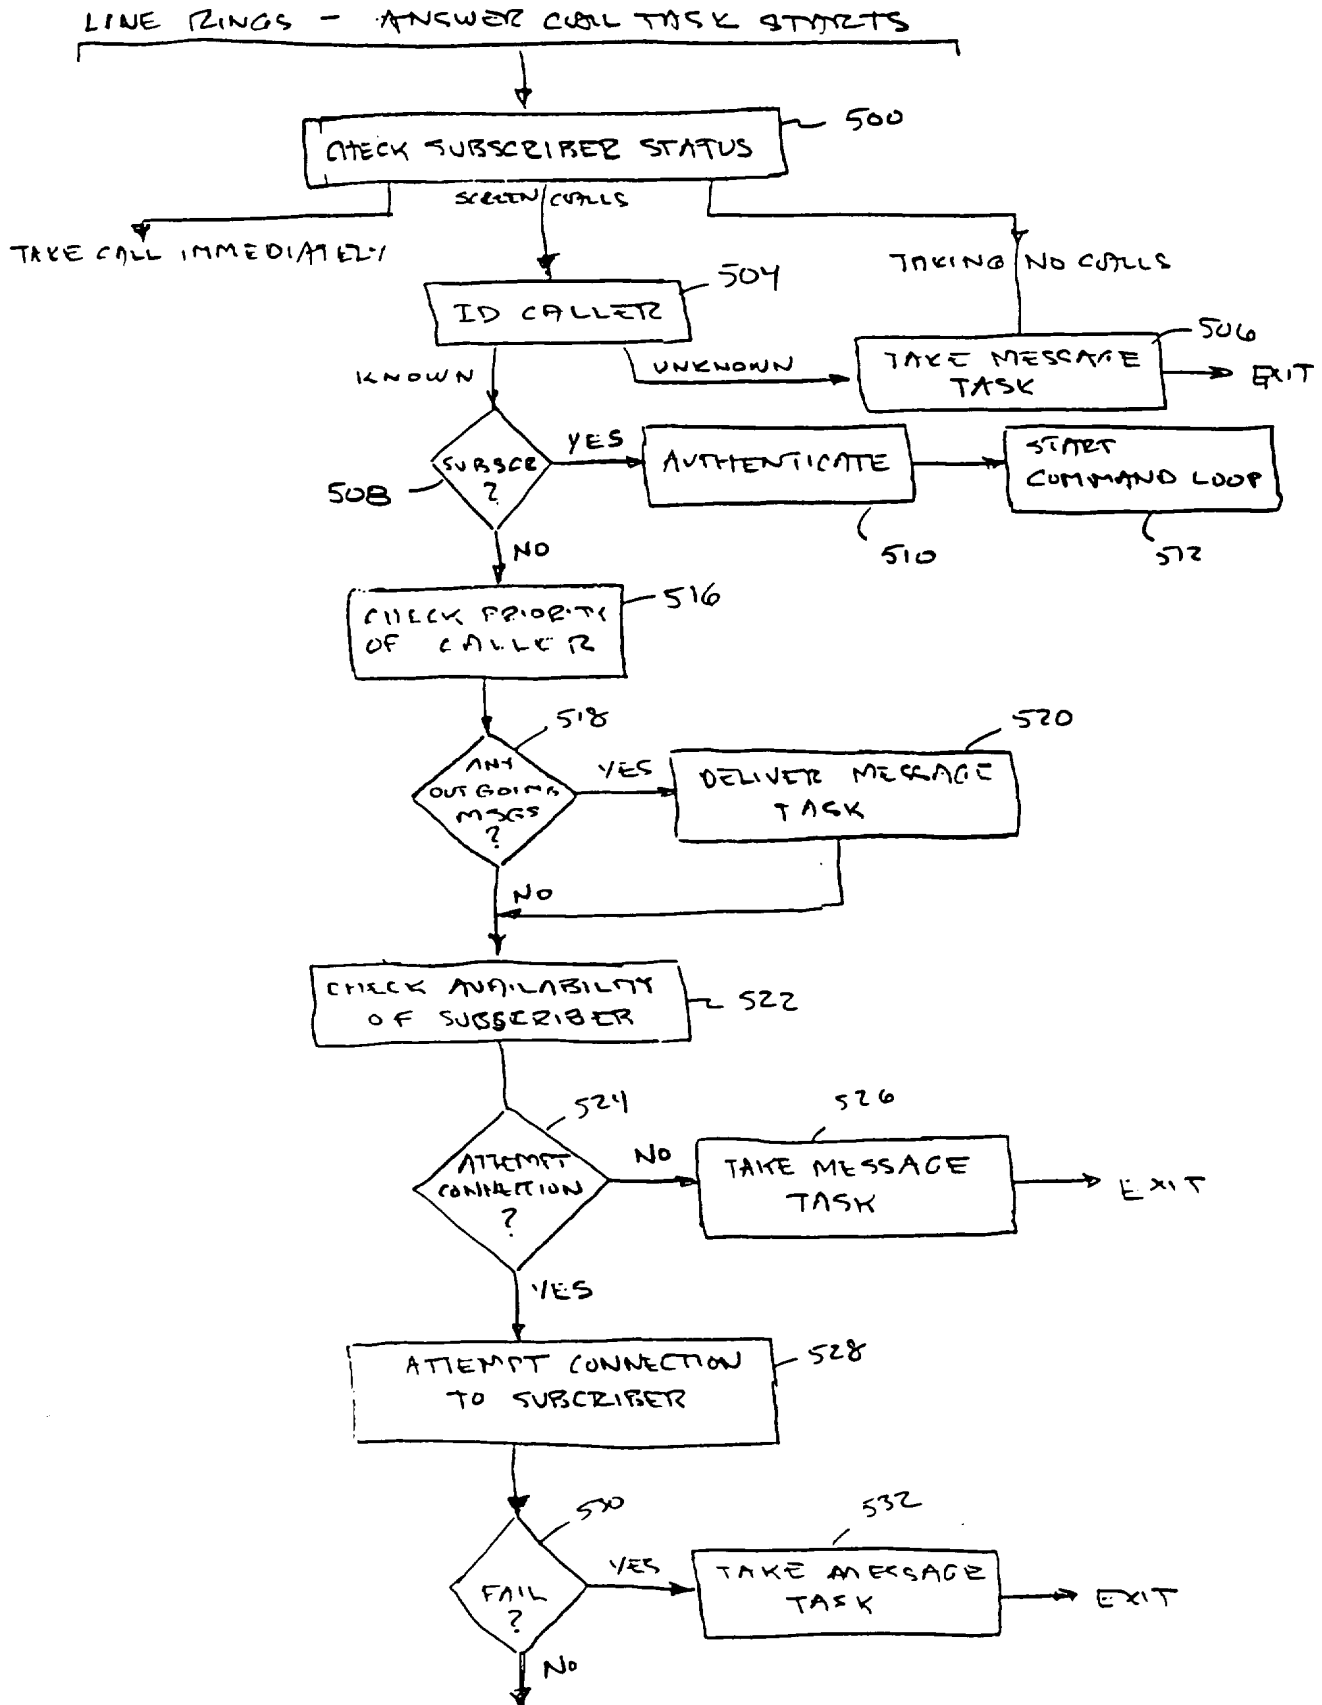 LINE RINGS - ANSWER CALL TASK STARTS
500
CHECK SUBSCRIBER STATUS
SCREEN CALLS
TAKE CALL IMMEDIATELY
TAKING NO CALLS
504
ID CALLER
506
KNOWN
UNKNOWN
TAKE MESSAGE
TASK
EXIT
SUBSCR
?
508
YES
AUTHENTICATE
START
COMMAND LOOP
510
512
NO
516
CHECK PRIORITY
OF CALLER
518
520
ANY
OUTGOING
MSGS
?
YES
DELIVER MESSAGE
TASK
NO
CHECK AVAILABILITY
OF SUBSCRIBER
522
524
526
ATTEMPT
CONNECTION
?
NO
TAKE MESSAGE
TASK
EXIT
YES
ATTEMPT CONNECTION
TO SUBSCRIBER
528
530
532
FAIL
?
YES
TAKE MESSAGE
TASK
EXIT
NO